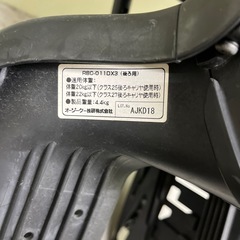 RBC-011DX3 (後ろ用)
●適用体重:
体重20kg以下(クラス25後ろキャリヤ使用時)
体重22kg以下(クラス27後ろキャリヤ使用時)
●製品重量:4.4kg
オージーケー技研株式会社
AJKD18